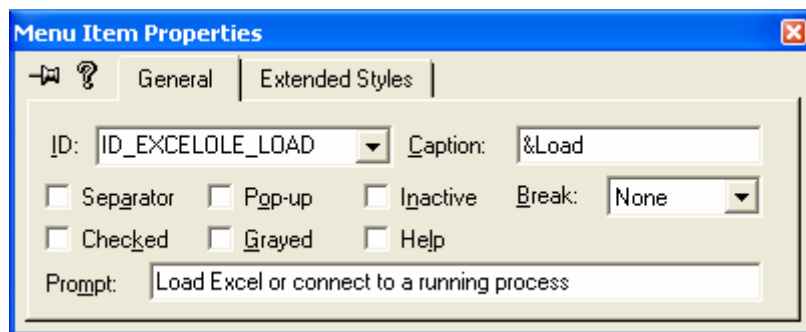 Menu Item Properties
General Extended Styles
ID: ID_EXCELOLE_LOAD Caption: &Load
Separator Pop-up Inactive Break: None
Checked Grayed Help
Prompt: Load Excel or connect to a running process